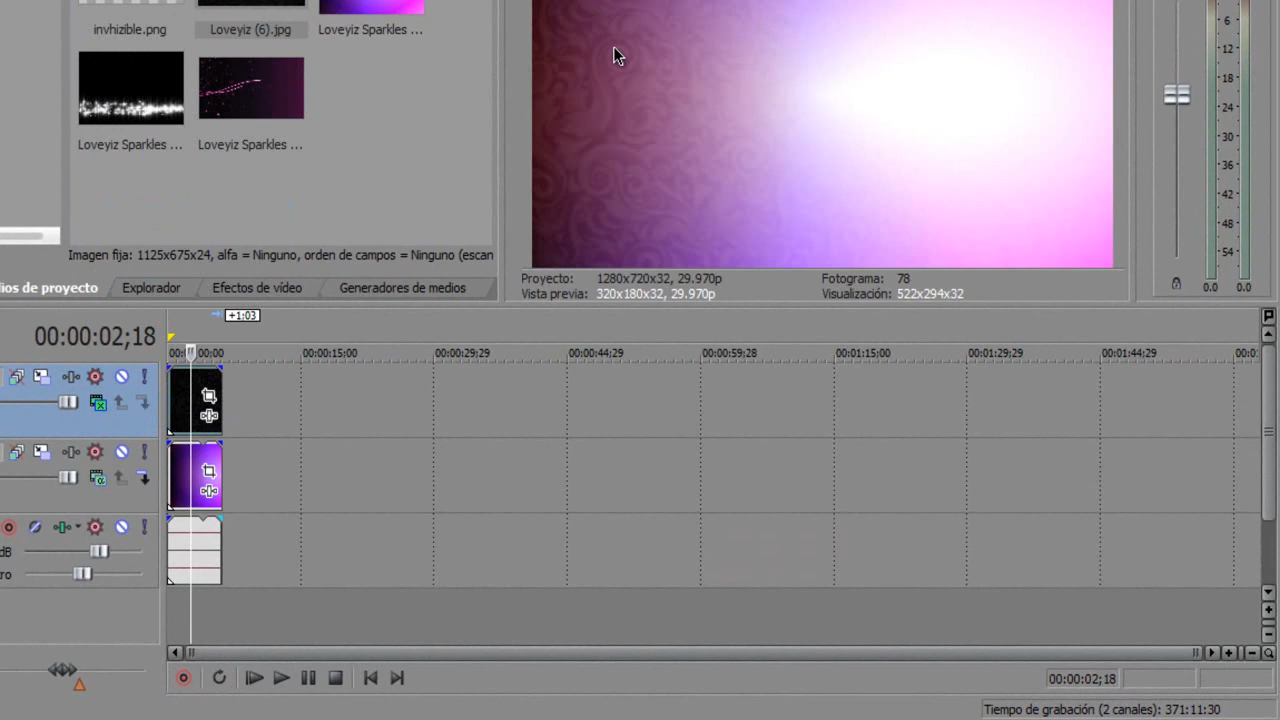 invhizible.png
Loveyiz (6).jpg
Loveyiz Sparkles ...
Loveyiz Sparkles ...
Loveyiz Sparkles ...
Imagen fija: 1125x675x24, alfa = Ninguno, orden de campos = Ninguno (escan
ios de proyecto
Explorador
Efectos de vídeo
Generadores de medios
Proyecto: 1280x720x32, 29.970p
Fotograma: 78
Vista previa: 320x180x32, 29.970p
Visualización: 522x294x32
6
12
18
24
30
36
42
48
54
0.0 0.0
00:00:02;18
+1:03
00:00
00:00:15:00
00:00:29;29
00:00:44;29
00:00:59;28
00:01:15:00
00:01:29;29
00:01:44;29
dB
ro
00:00:02;18
Tiempo de grabación (2 canales): 371:11:30